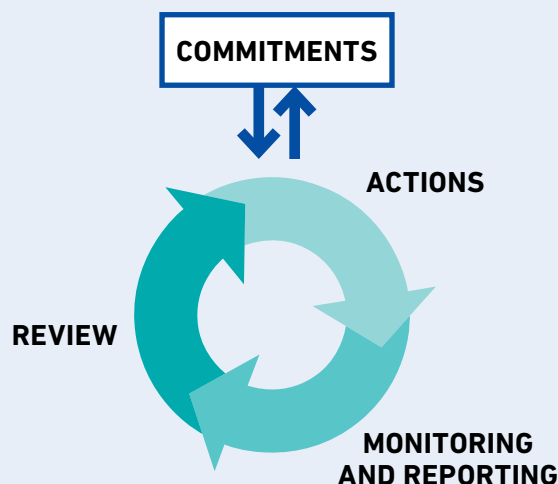 COMMITMENTS
ACTIONS
REVIEW
MONITORING
AND REPORTING